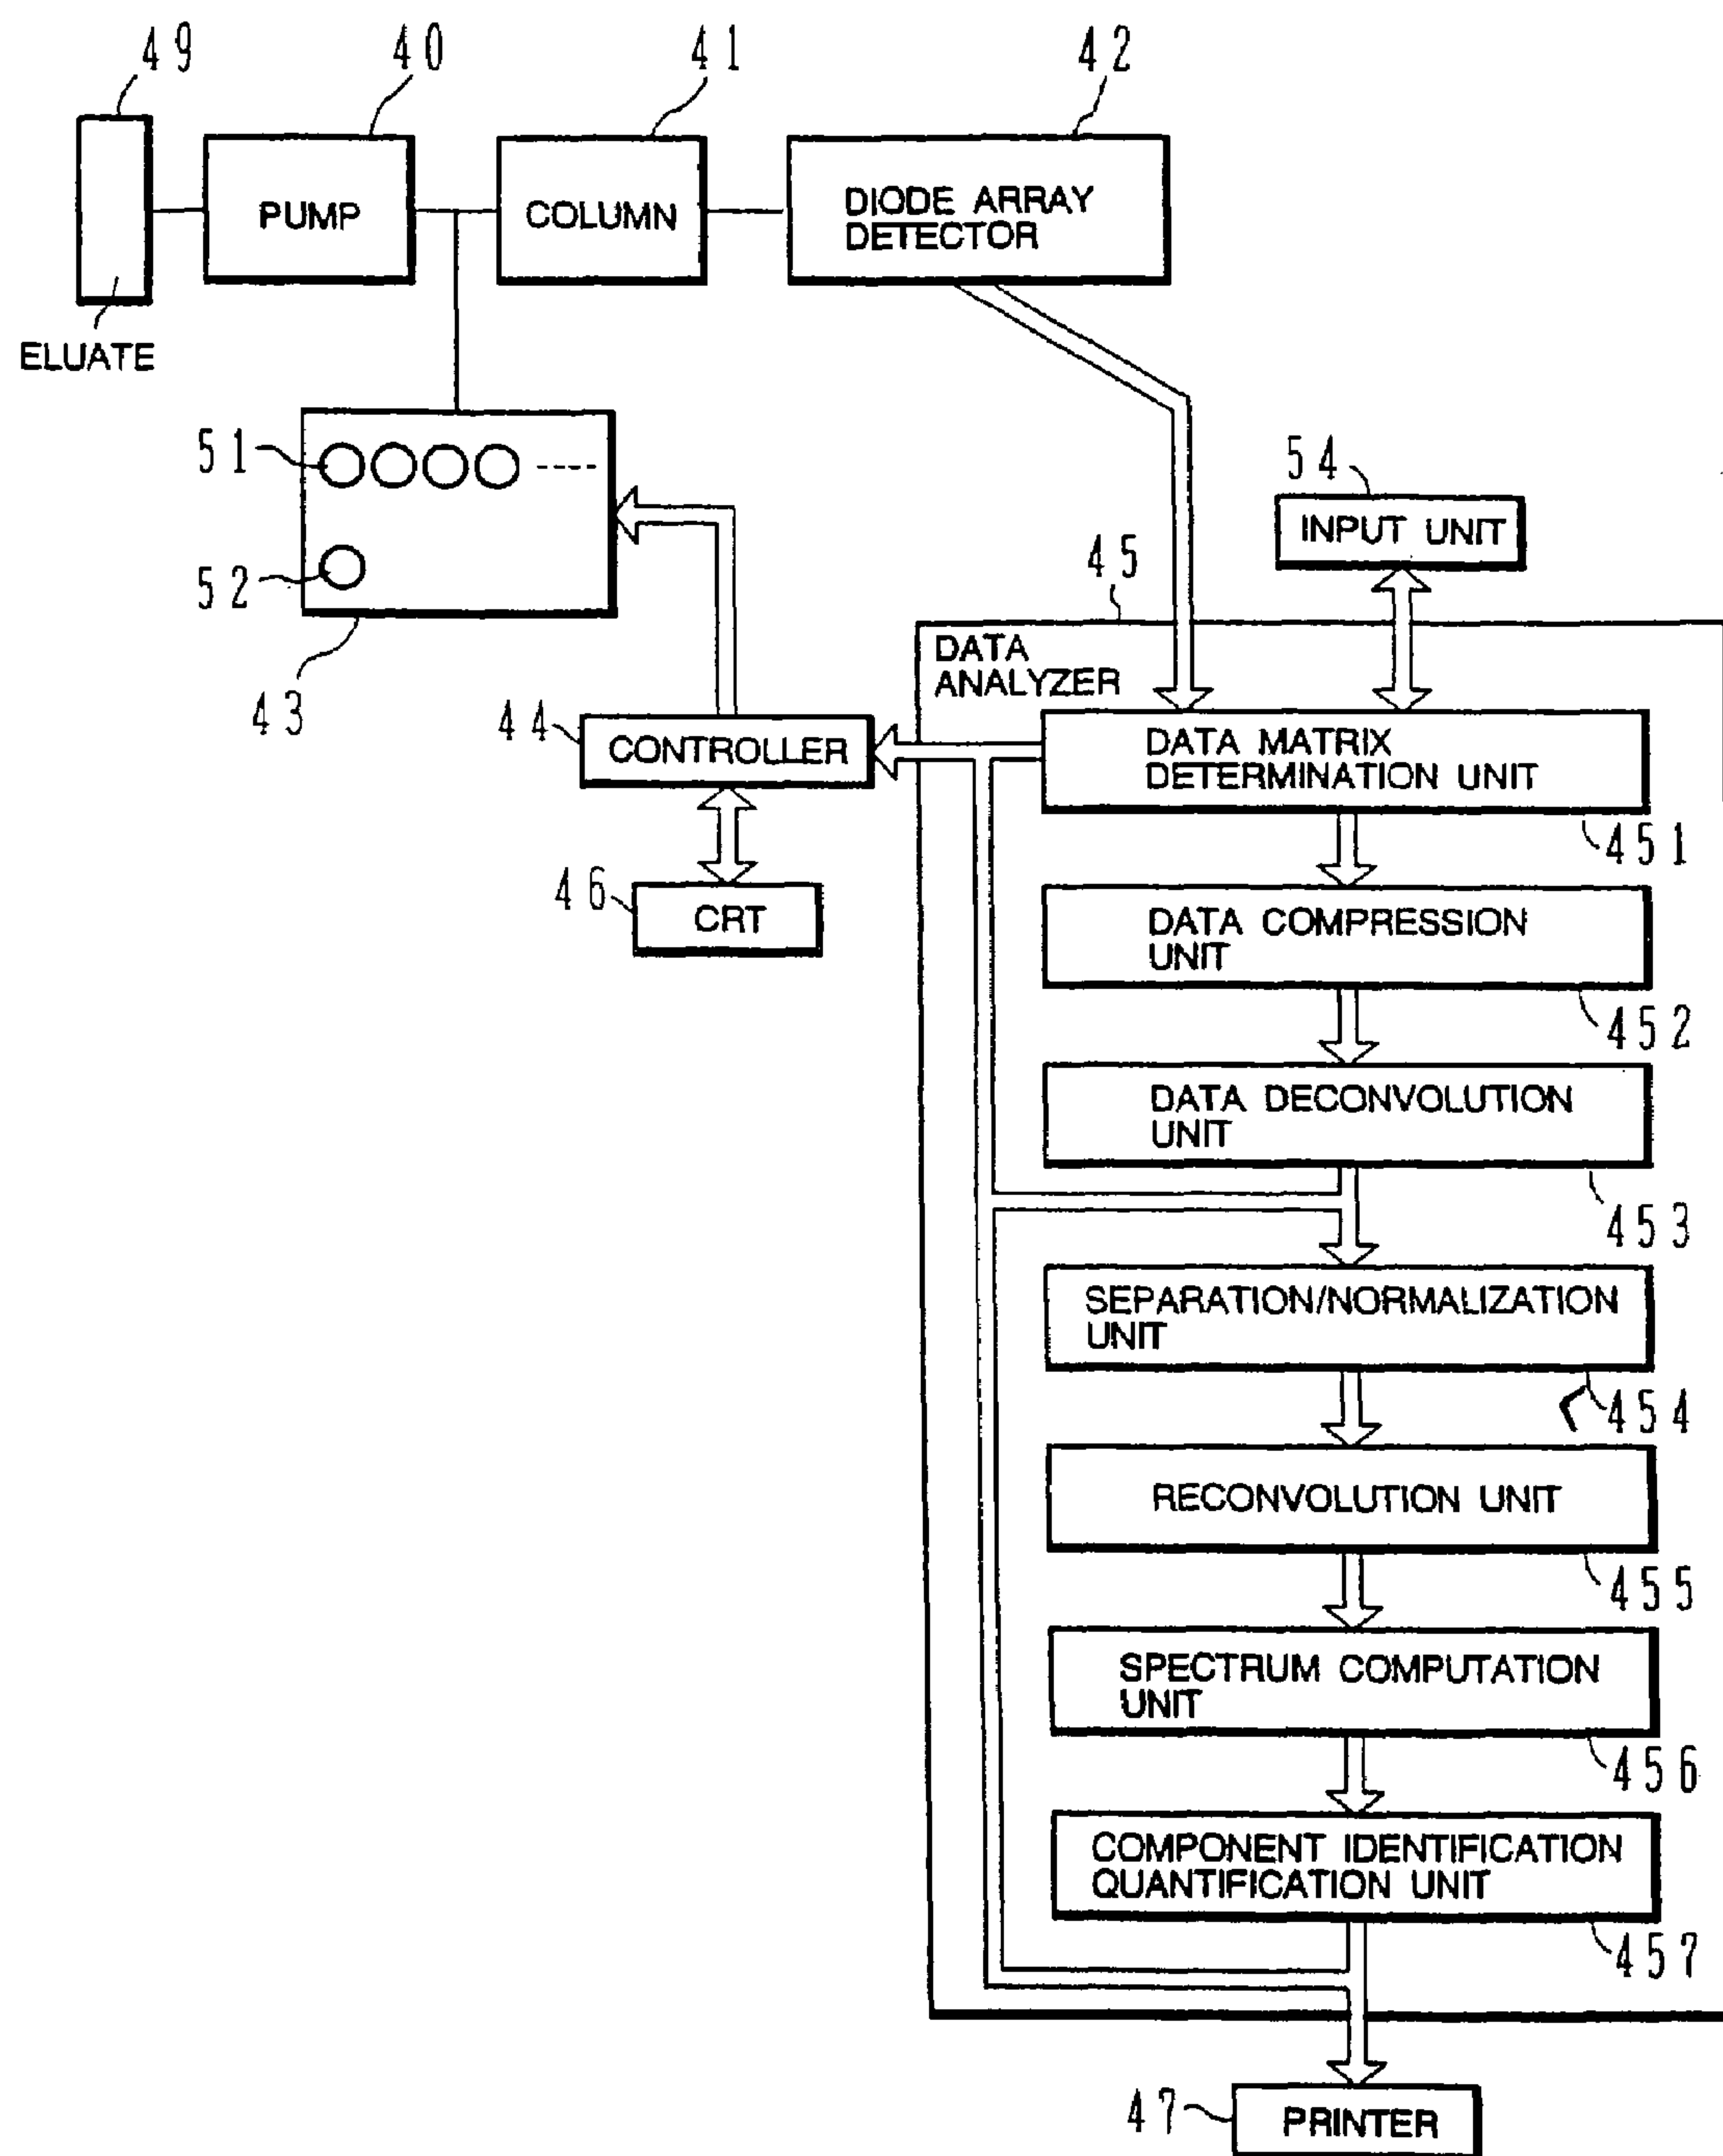 49
40
41
42
PUMP
COLUMN
DIODE ARRAY
DETECTOR
ELUATE
51
52
43
54
INPUT UNIT
45
DATA
ANALYZER
44
CONTROLLER
DATA MATRIX
DETERMINATION UNIT
451
46
CRT
DATA COMPRESSION
UNIT
452
DATA DECONVOLUTION
UNIT
453
SEPARATION/NORMALIZATION
UNIT
454
RECONVOLUTION UNIT
455
SPECTRUM COMPUTATION
UNIT
456
COMPONENT IDENTIFICATION
QUANTIFICATION UNIT
457
47
PRINTER